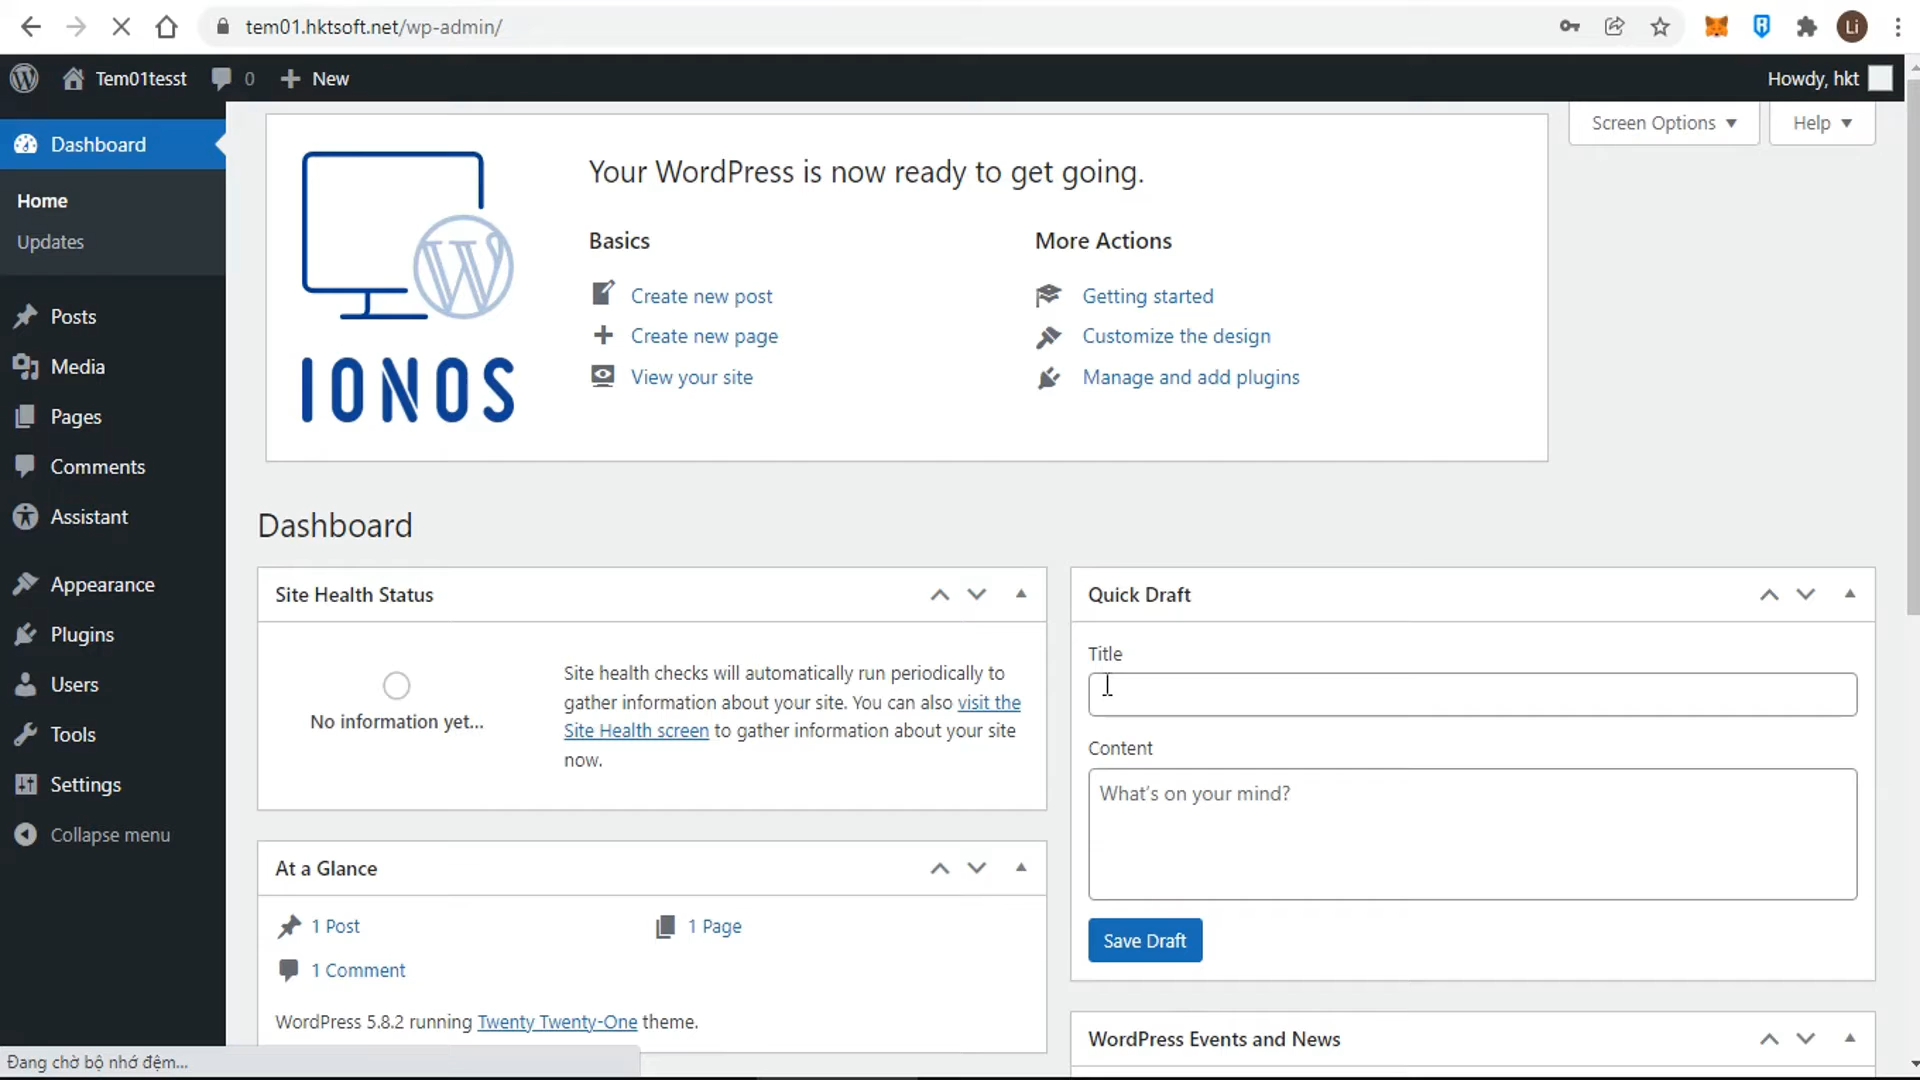 tem01.hktsoft.net/wp-admin/
Li
Tem01tesst
0
New
Howdy, hkt
Dashboard
Home
Updates
Posts
Media
Pages
Comments
Assistant
Appearance
Plugins
Users
Tools
Settings
Collapse menu
Screen Options
Help
IONOS
Your WordPress is now ready to get going.
Basics
Create new post
Create new page
View your site
More Actions
Getting started
Customize the design
Manage and add plugins
Dashboard
Site Health Status
No information yet...
Site health checks will automatically run periodically to
gather information about your site. You can also visit the
Site Health screen to gather information about your site
now.
At a Glance
1 Post
1 Page
1 Comment
WordPress 5.8.2 running Twenty Twenty-One theme.
Quick Draft
Title
Content
What's on your mind?
Save Draft
WordPress Events and News
Đang chờ bộ nhớ đệm...